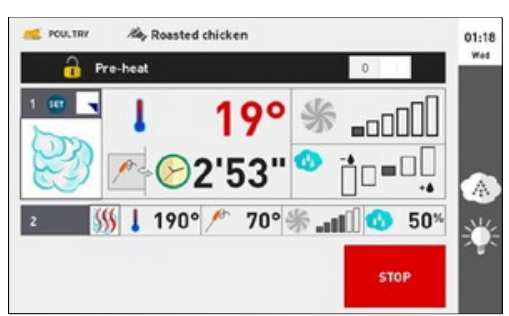 POULTRY Roasted chicken 01:18
Wed
Pre-heat 0
1 SET
19°
2'53"
2 190° 70° 50%
STOP